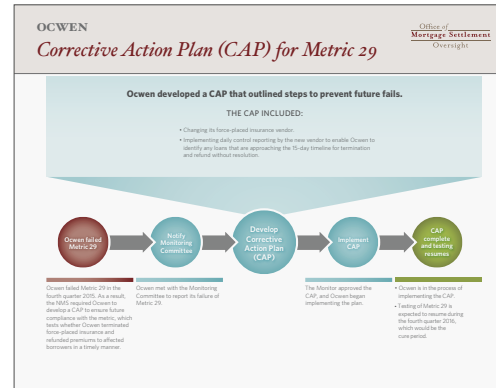 OCWEN
Corrective Action Plan (CAP) for Metric 29
Office of
Mortgage Settlement
Oversight
Ocwen developed a CAP that outlined steps to prevent future fails.
THE CAP INCLUDED:
• Changing its force-placed insurance vendor.
• Implementing daily control reporting by the new vendor to enable Ocwen to
identify any loans that are approaching the 15-day timeline for termination
and refund without resolution.
Ocwen failed
Metric 29
Notify
Monitoring
Committee
Develop
Corrective
Action Plan
(CAP)
Implement
CAP
CAP
complete
and testing
resumes
Ocwen failed Metric 29 in the
fourth quarter 2015. As a result,
the NMS required Ocwen to
develop a CAP to ensure future
compliance with the metric, which
tests whether Ocwen terminated
force-placed insurance and
refunded premiums to affected
borrowers in a timely manner.
Ocwen met with the Monitoring
Committee to report its failure of
Metric 29.
The Monitor approved the
CAP, and Ocwen began
implementing the plan.
• Ocwen is in the process of
implementing the CAP.
• Testing of Metric 29 is
expected to resume during
the fourth quarter 2016,
which would be the
cure period.